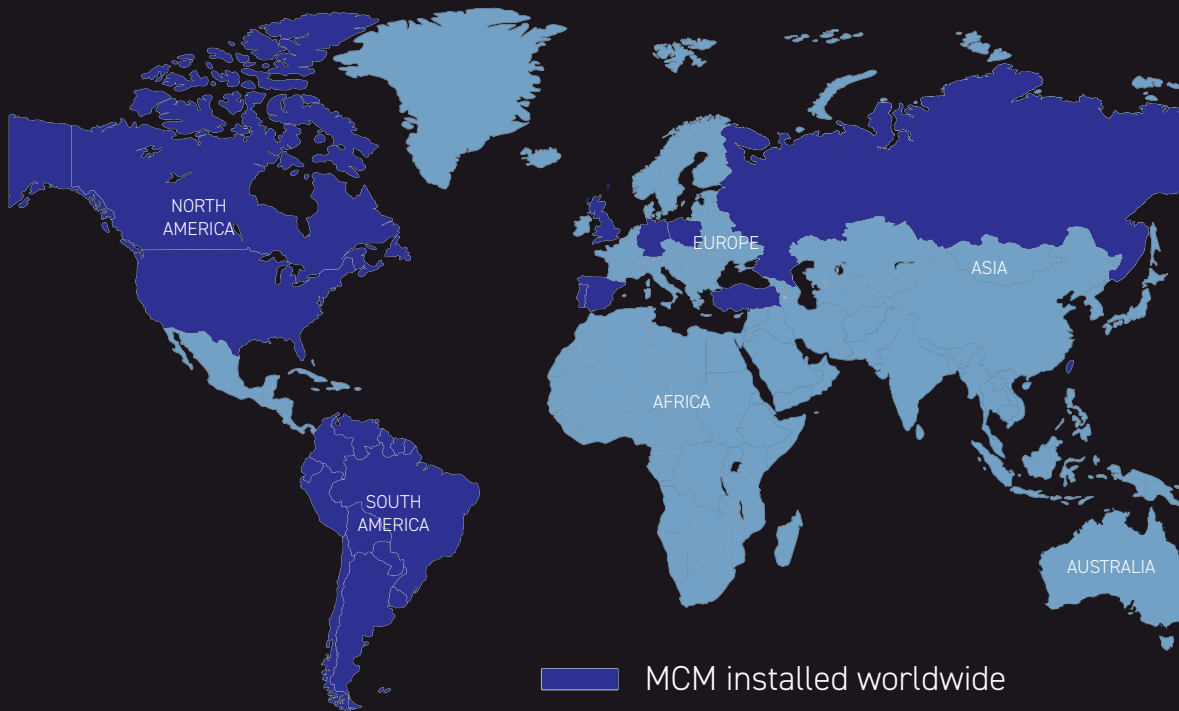 NORTH
AMERICA
EUROPE
ASIA
AFRICA
SOUTH
AMERICA
AUSTRALIA
MCM installed worldwide